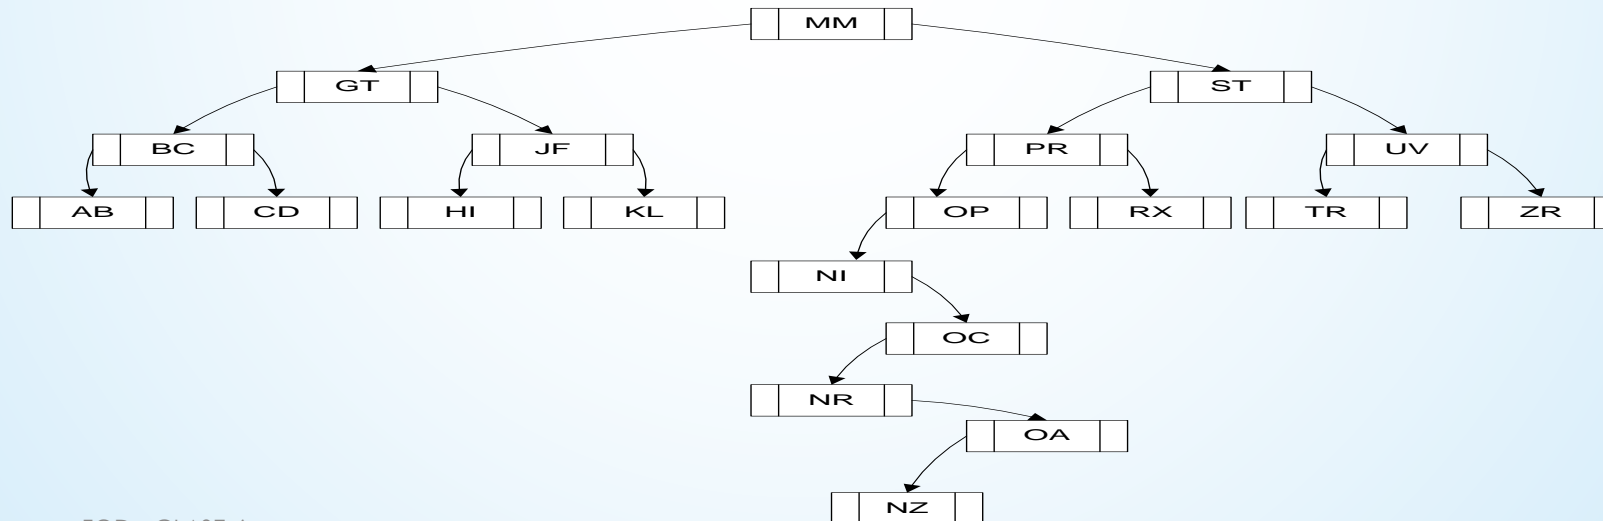 MM
GT ST
BC JF PR UV
AB CD HI KL OP RX TR ZR
NI
OC
NR
OA
NZ